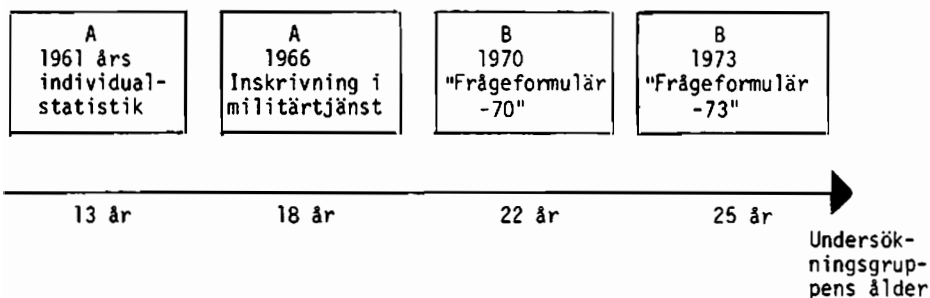 A
1961 års
individual-
statistik
A
1966
Inskrivning i
militärtjänst
B
1970
"Frågeformulär
-70"
B
1973
"Frågeformulär
-73"
13 år
18 år
22 år
25 år
Undersök-
ningsgrup-
pens ålder